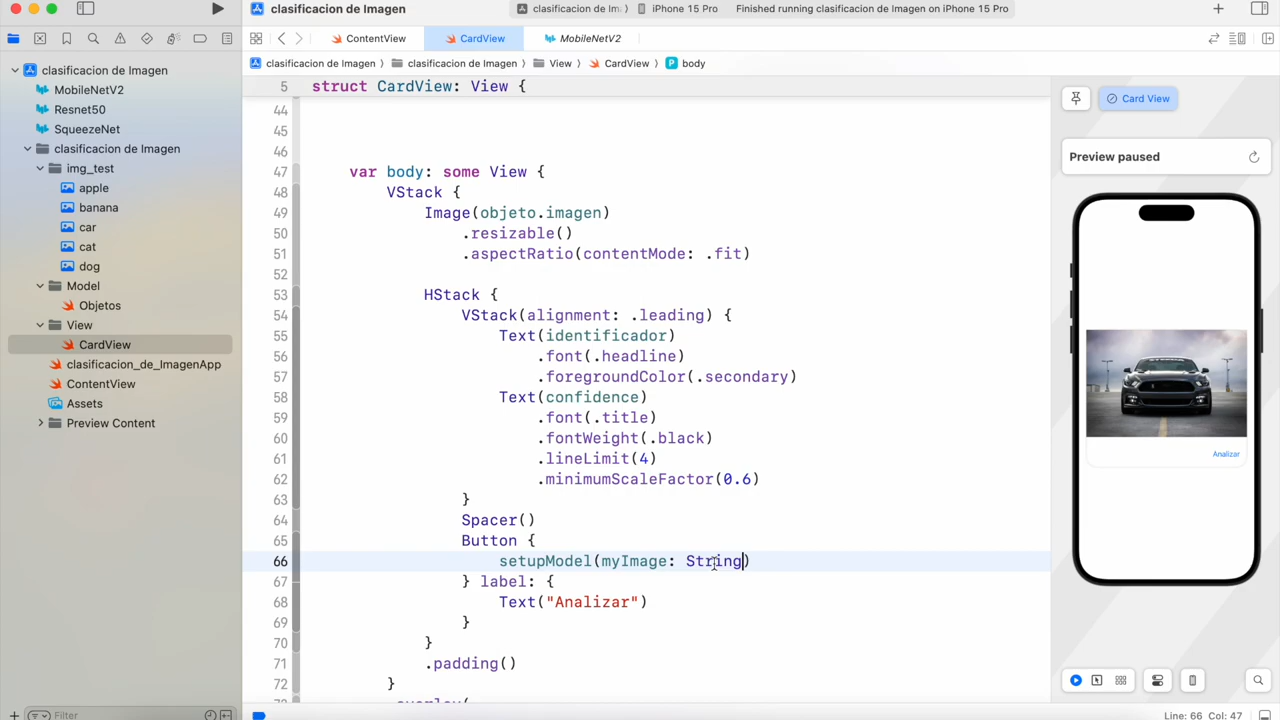 clasificacion de Imagen
clasificacion de Im... 〉 iPhone 15 Pro
Finished running clasificacion de Imagen on iPhone 15 Pro
ContentView
CardView
MobileNetV2
clasificacion de Imagen 〉 clasificacion de Imagen 〉 View 〉 CardView 〉 P body
clasificacion de Imagen
MobileNetV2
Resnet50
SqueezeNet
clasificacion de Imagen
img_test
apple
banana
car
cat
dog
Model
Objetos
View
CardView
clasificacion_de_ImagenApp
ContentView
Assets
Preview Content
Filter
5 struct CardView: View {
44
45
46
47 var body: some View {
48 VStack {
49 Image(objeto.imagen)
50 .resizable()
51 .aspectRatio(contentMode: .fit)
52
53 HStack {
54 VStack(alignment: .leading) {
55 Text(identificador)
56 .font(.headline)
57 .foregroundColor(.secondary)
58 Text(confidence)
59 .font(.title)
60 .fontWeight(.black)
61 .lineLimit(4)
62 .minimumScaleFactor(0.6)
63 }
64 Spacer()
65 Button {
66 setupModel(myImage: String)
67 } label: {
68 Text("Analizar")
69 }
70 }
71 .padding()
72 }
Card View
Preview paused
Analizar
Line: 66 Col: 47